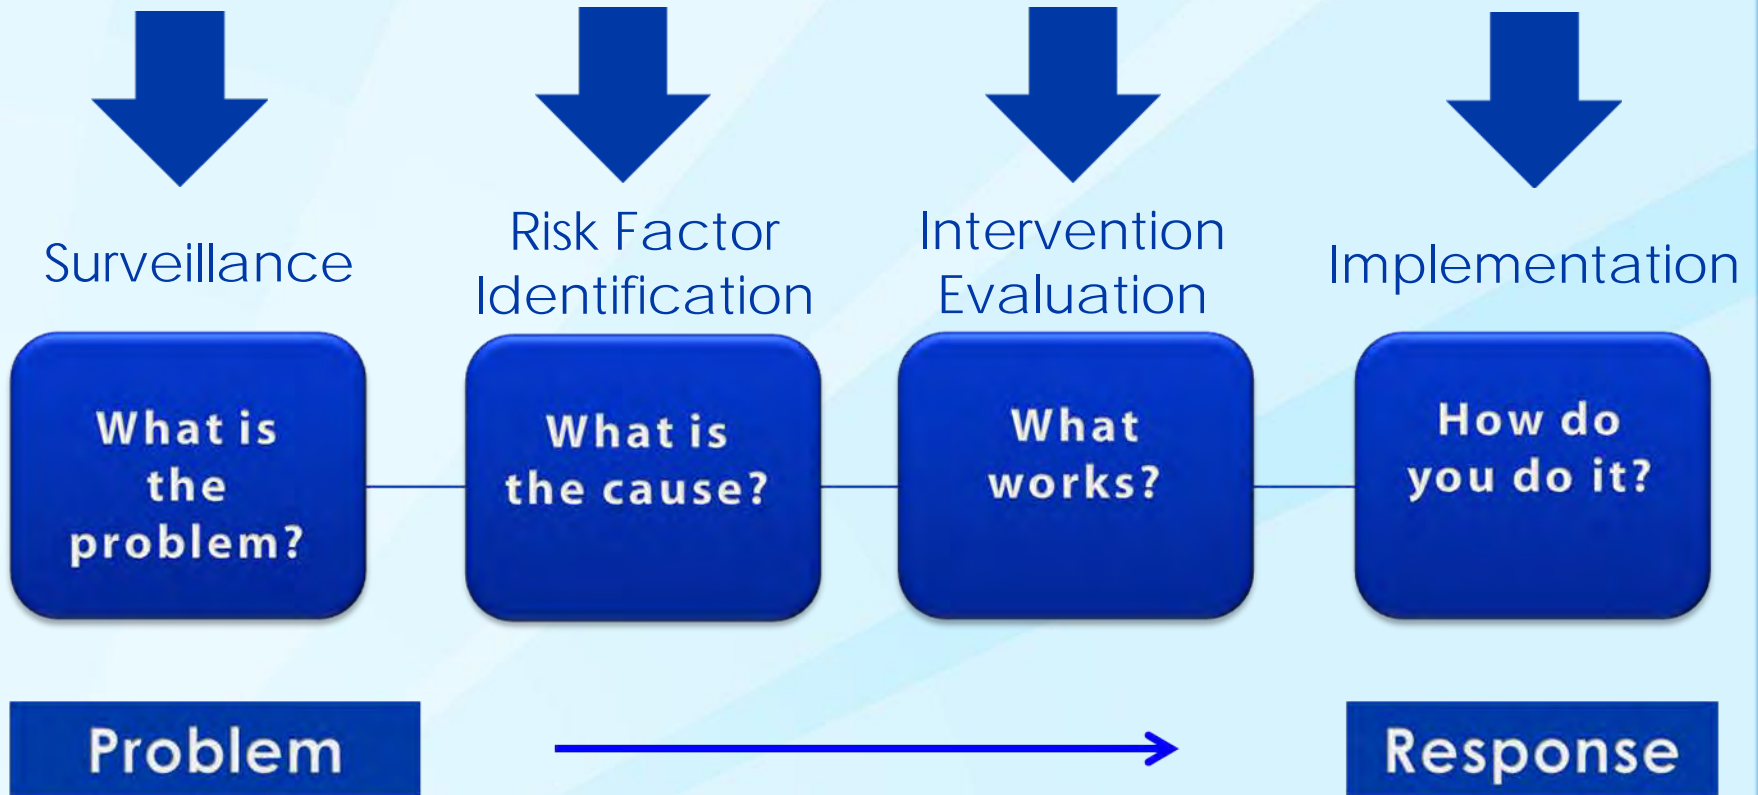 Surveillance
Risk Factor
Identification
Intervention
Evaluation
Implementation
What is
the
problem?
What is
the cause?
What
works?
How do
you do it?
Problem
Response